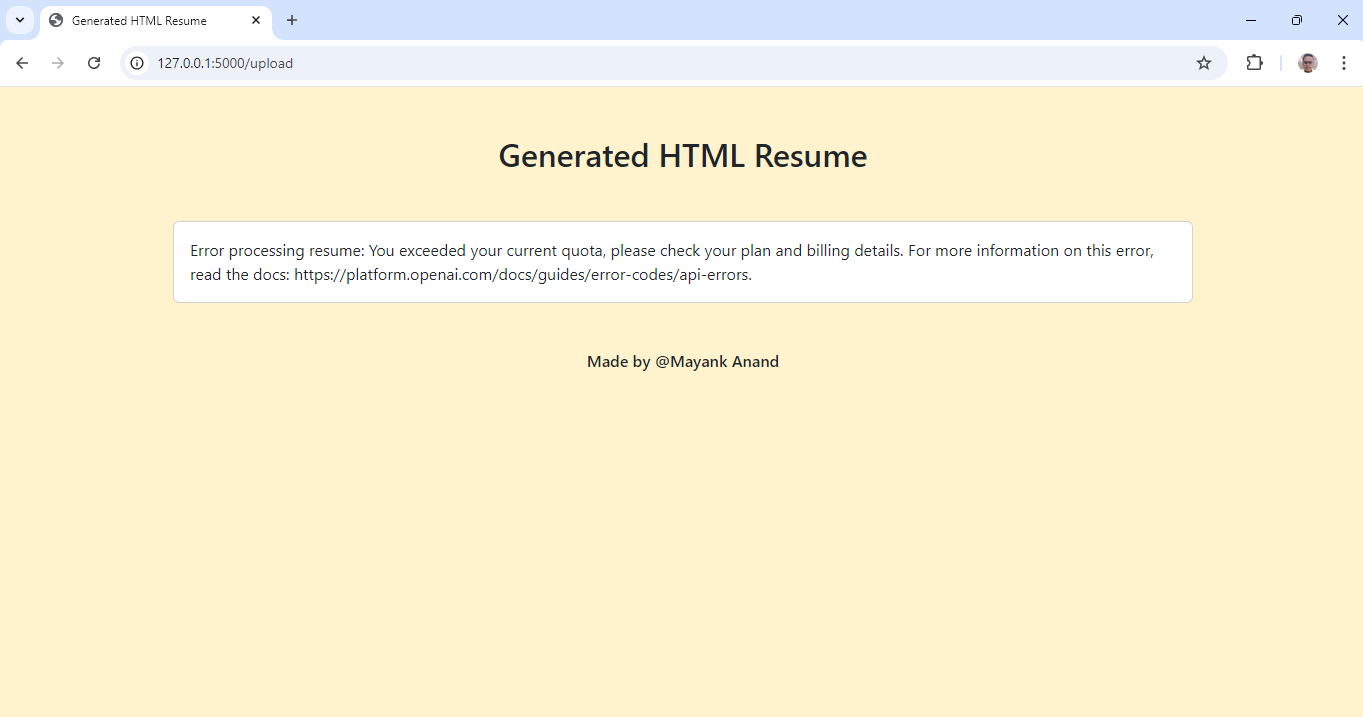 Generated HTML Resume
127.0.0.1:5000/upload
Generated HTML Resume
Error processing resume: You exceeded your current quota, please check your plan and billing details. For more information on this error,
read the docs: https://platform.openai.com/docs/guides/error-codes/api-errors.
Made by @Mayank Anand